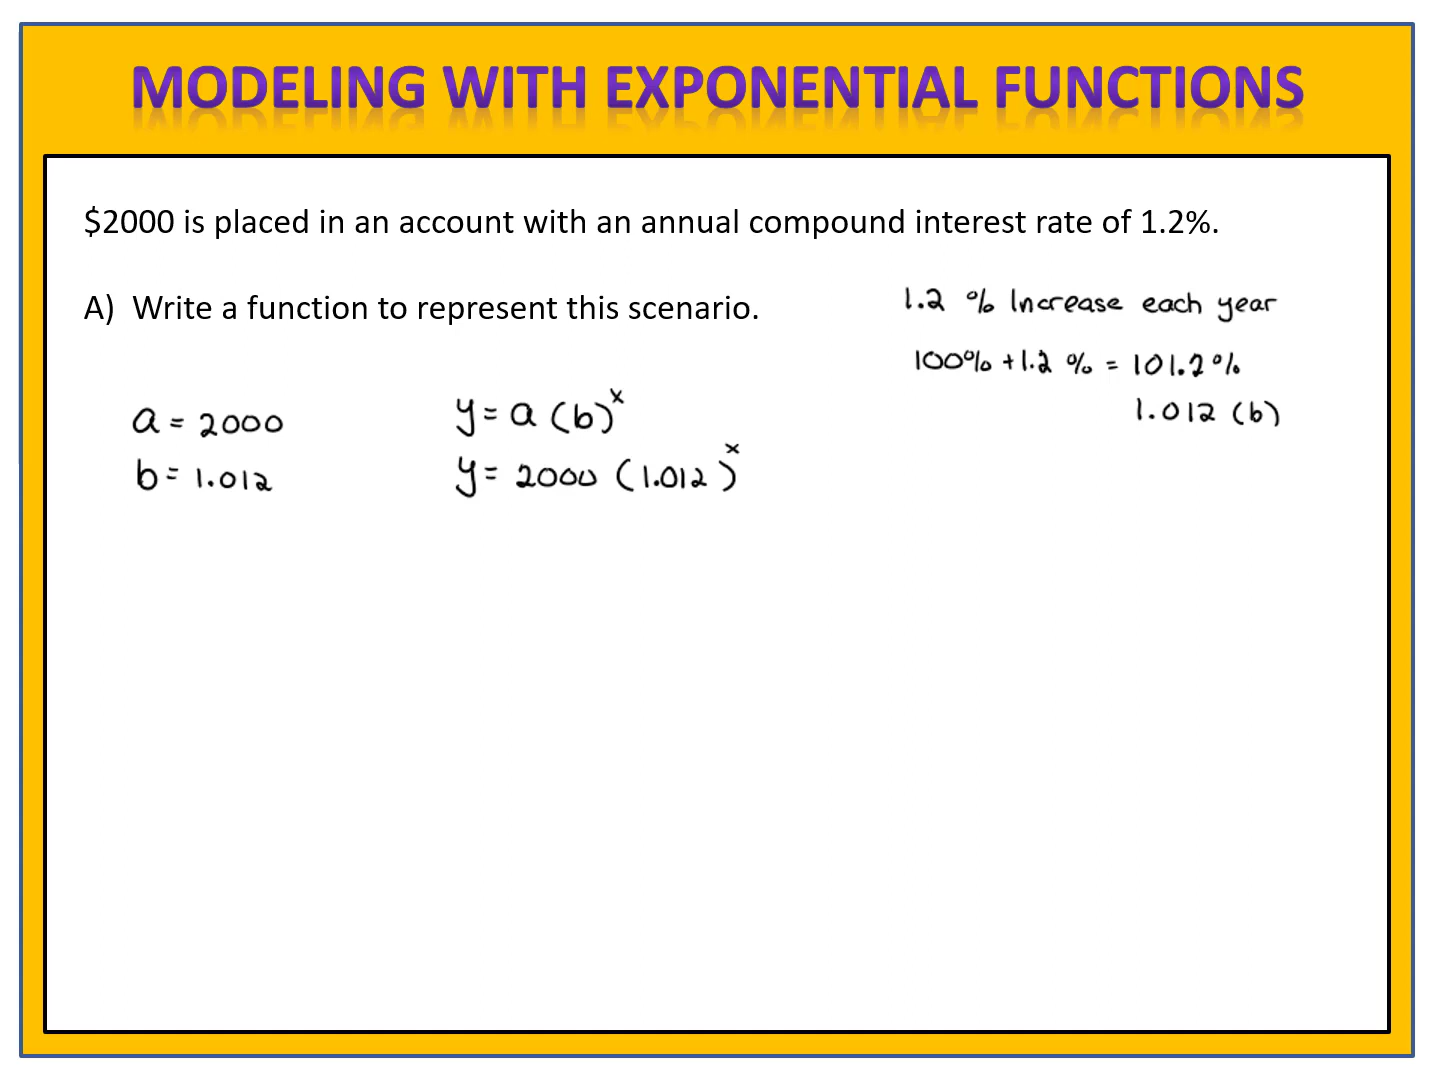 MODELING WITH EXPONENTIAL FUNCTIONS
$2000 is placed in an account with an annual compound interest rate of 1.2%.
A) Write a function to represent this scenario.
1.2 % Increase each year
100% + 1.2 % = 101.2%
1.012 (b)
a = 2000
b = 1.012
y = a (b)^x
y = 2000 (1.012)^x